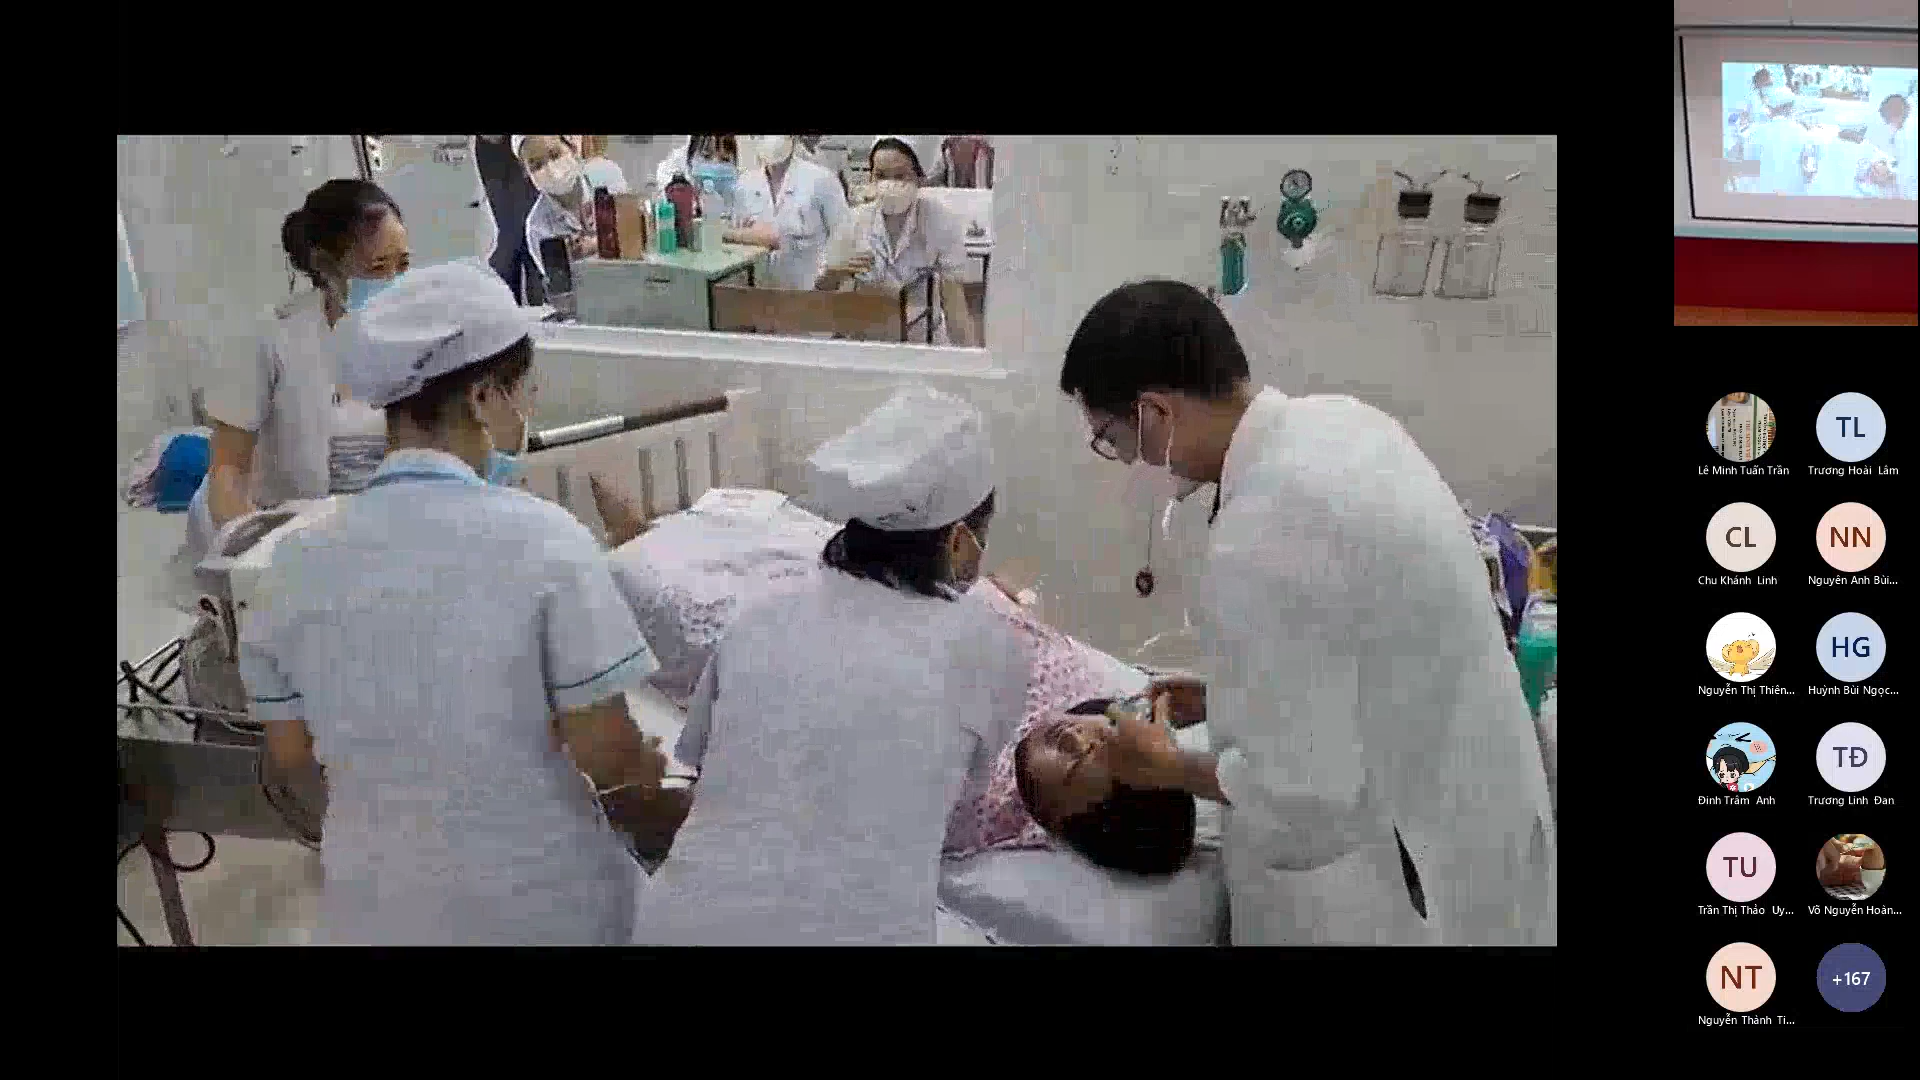 Lê Minh Tuấn Trần
TL
Trương Hoài Lâm
CL
Chu Khánh Linh
NN
Nguyên Anh Bùi...
Nguyễn Thị Thiên...
HG
Huỳnh Bùi Ngọc...
Đinh Trâm Anh
TĐ
Trương Linh Đan
TU
Trần Thị Thảo Uy...
Võ Nguyễn Hoàn...
NT
Nguyễn Thành Ti...
+167